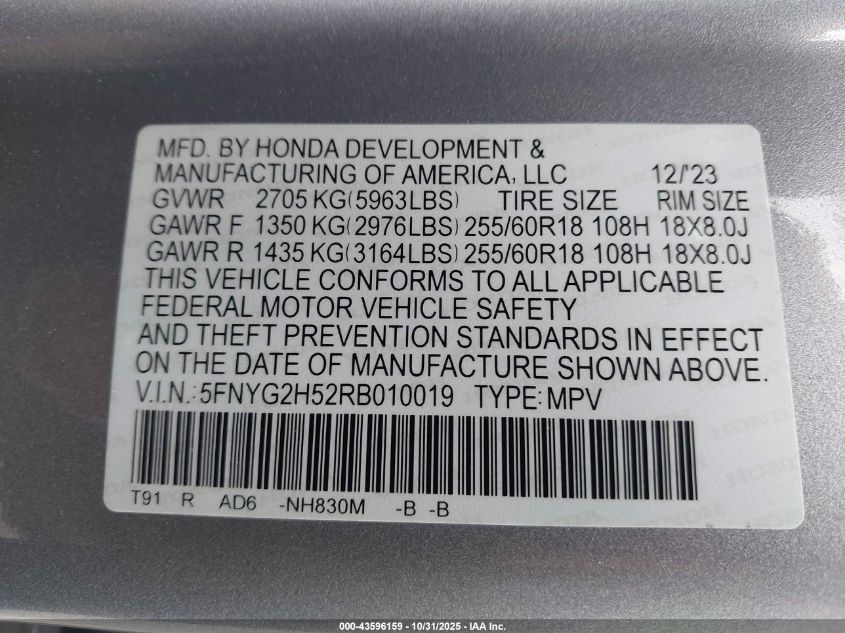 MFD. BY HONDA DEVELOPMENT &
MANUFACTURING OF AMERICA, LLC 12/'23
GVWR 2705 KG(5963LBS) TIRE SIZE RIM SIZE
GAWR F 1350 KG(2976LBS) 255/60R18 108H 18X8.0J
GAWR R 1435 KG(3164LBS) 255/60R18 108H 18X8.0J
THIS VEHICLE CONFORMS TO ALL APPLICABLE
FEDERAL MOTOR VEHICLE SAFETY
AND THEFT PREVENTION STANDARDS IN EFFECT
ON THE DATE OF MANUFACTURE SHOWN ABOVE.
V.I.N.: 5FNYG2H52RB010019 TYPE: MPV
T91 R AD6 -NH830M -B -B
000-43596159 | 10/31/2025 - IAA Inc.